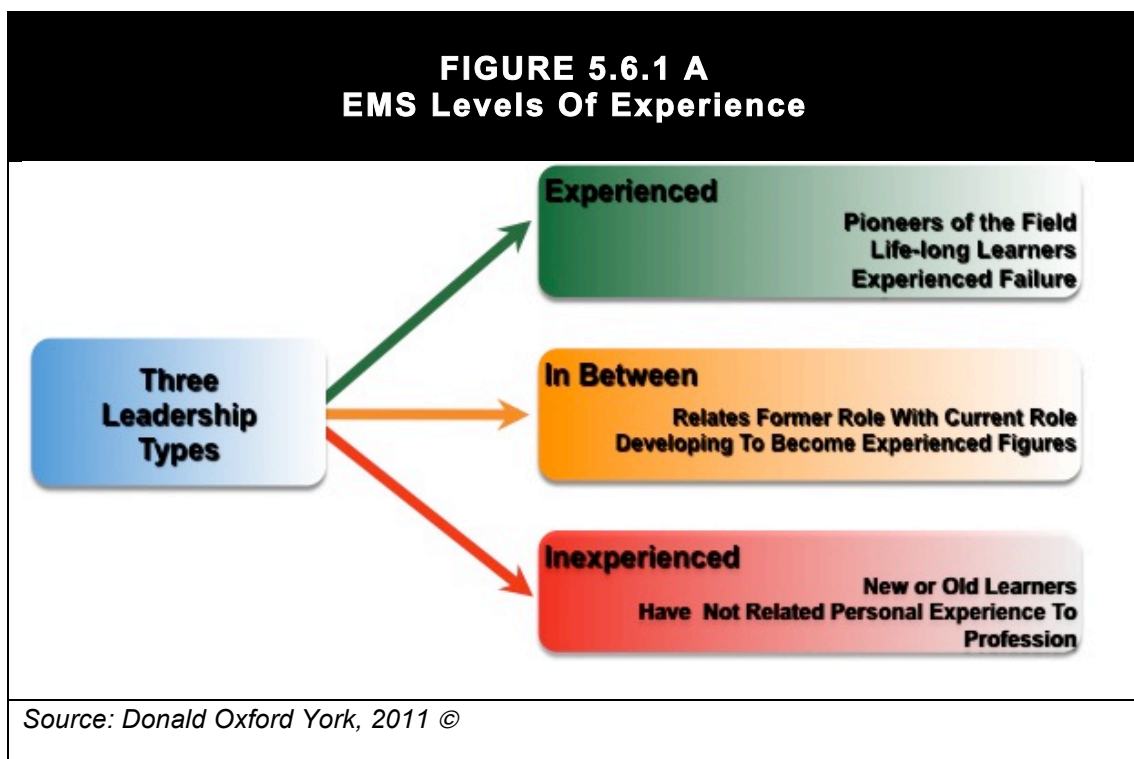 FIGURE 5.6.1 A
EMS Levels Of Experience
Three
Leadership
Types
Experienced
Pioneers of the Field
Life-long Learners
Experienced Failure
In Between
Relates Former Role With Current Role
Developing To Become Experienced Figures
Inexperienced
New or Old Learners
Have Not Related Personal Experience To
Profession
Source: Donald Oxford York, 2011 ©